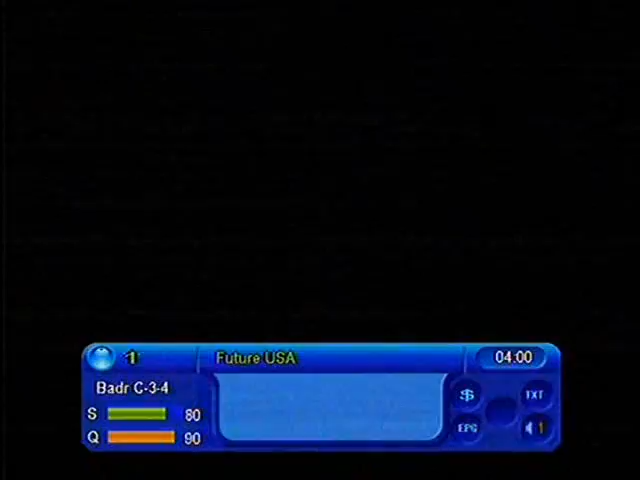 1 Future USA 04:00
Badr C-3-4
S 80
Q 90
$ TXT
EPG 1